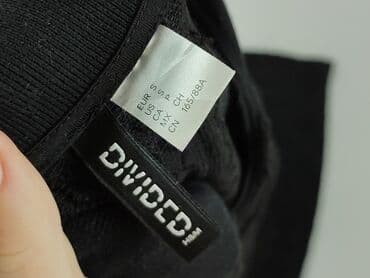 EUR S
US S
CA S
MX P
CH
CN 165/88A
DIVIDED
H&M